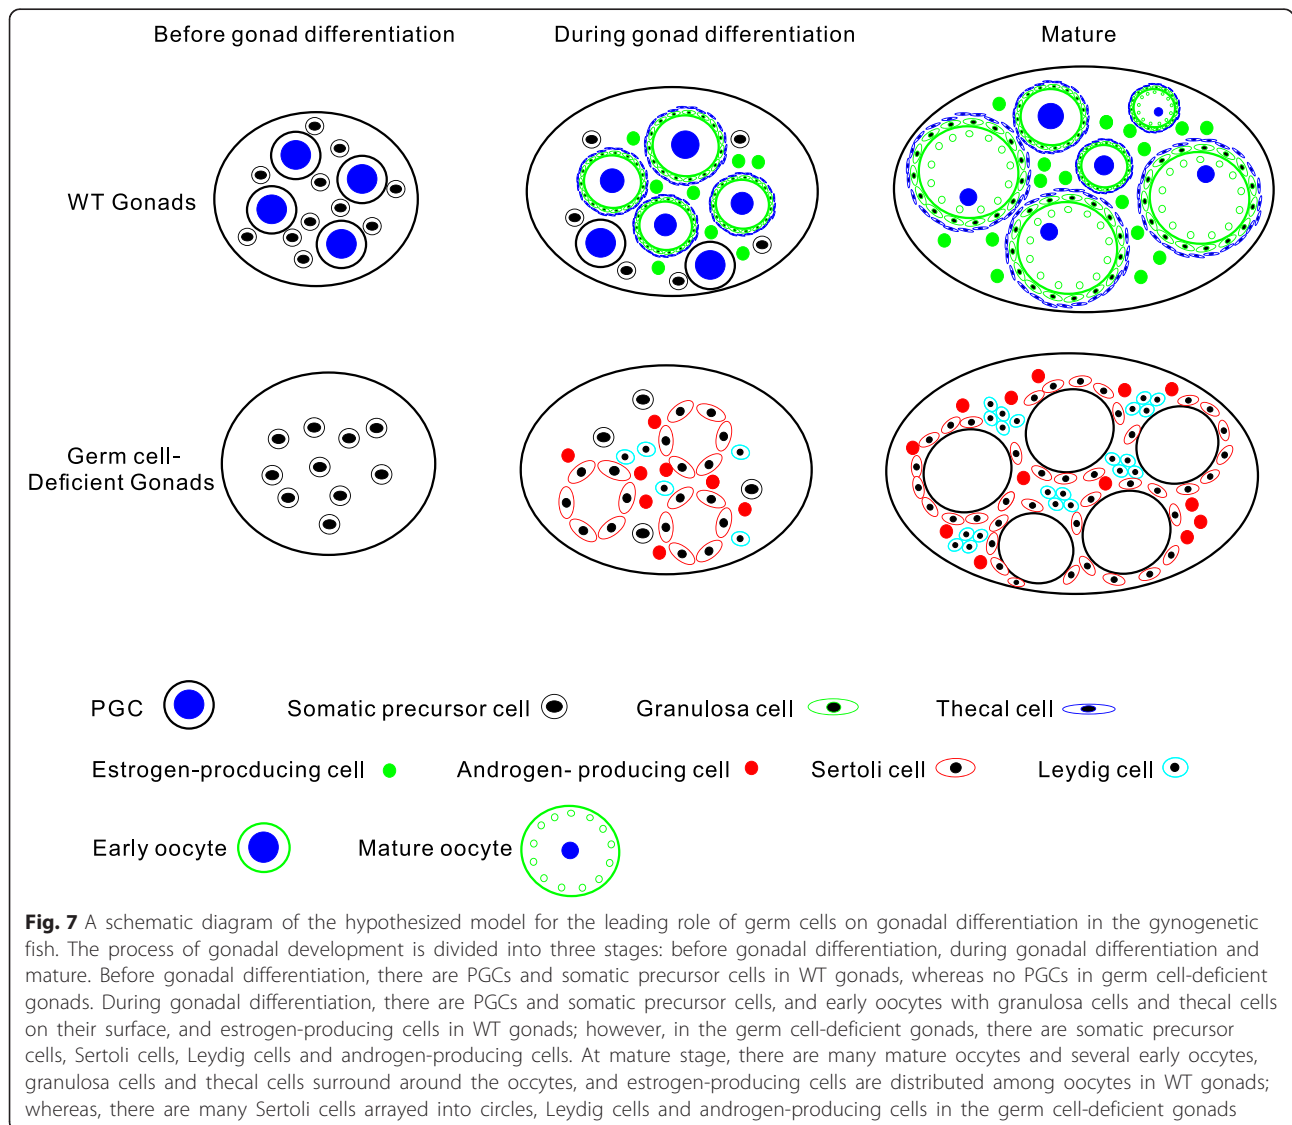 Before gonad differentiation
During gonad differentiation
Mature
WT Gonads
Germ cell-
Deficient Gonads
PGC
Somatic precursor cell
Granulosa cell
Thecal cell
Estrogen-procducing cell
Androgen- producing cell
Sertoli cell
Leydig cell
Early oocyte
Mature oocyte
Fig. 7 A schematic diagram of the hypothesized model for the leading role of germ cells on gonadal differentiation in the gynogenetic
fish. The process of gonadal development is divided into three stages: before gonadal differentiation, during gonadal differentiation and
mature. Before gonadal differentiation, there are PGCs and somatic precursor cells in WT gonads, whereas no PGCs in germ cell-deficient
gonads. During gonadal differentiation, there are PGCs and somatic precursor cells, and early oocytes with granulosa cells and thecal cells
on their surface, and estrogen-producing cells in WT gonads; however, in the germ cell-deficient gonads, there are somatic precursor
cells, Sertoli cells, Leydig cells and androgen-producing cells. At mature stage, there are many mature oocytes and several early oocytes,
granulosa cells and thecal cells surround around the occytes, and estrogen-producing cells are distributed among oocytes in WT gonads;
whereas, there are many Sertoli cells arrayed into circles, Leydig cells and androgen-producing cells in the germ cell-deficient gonads